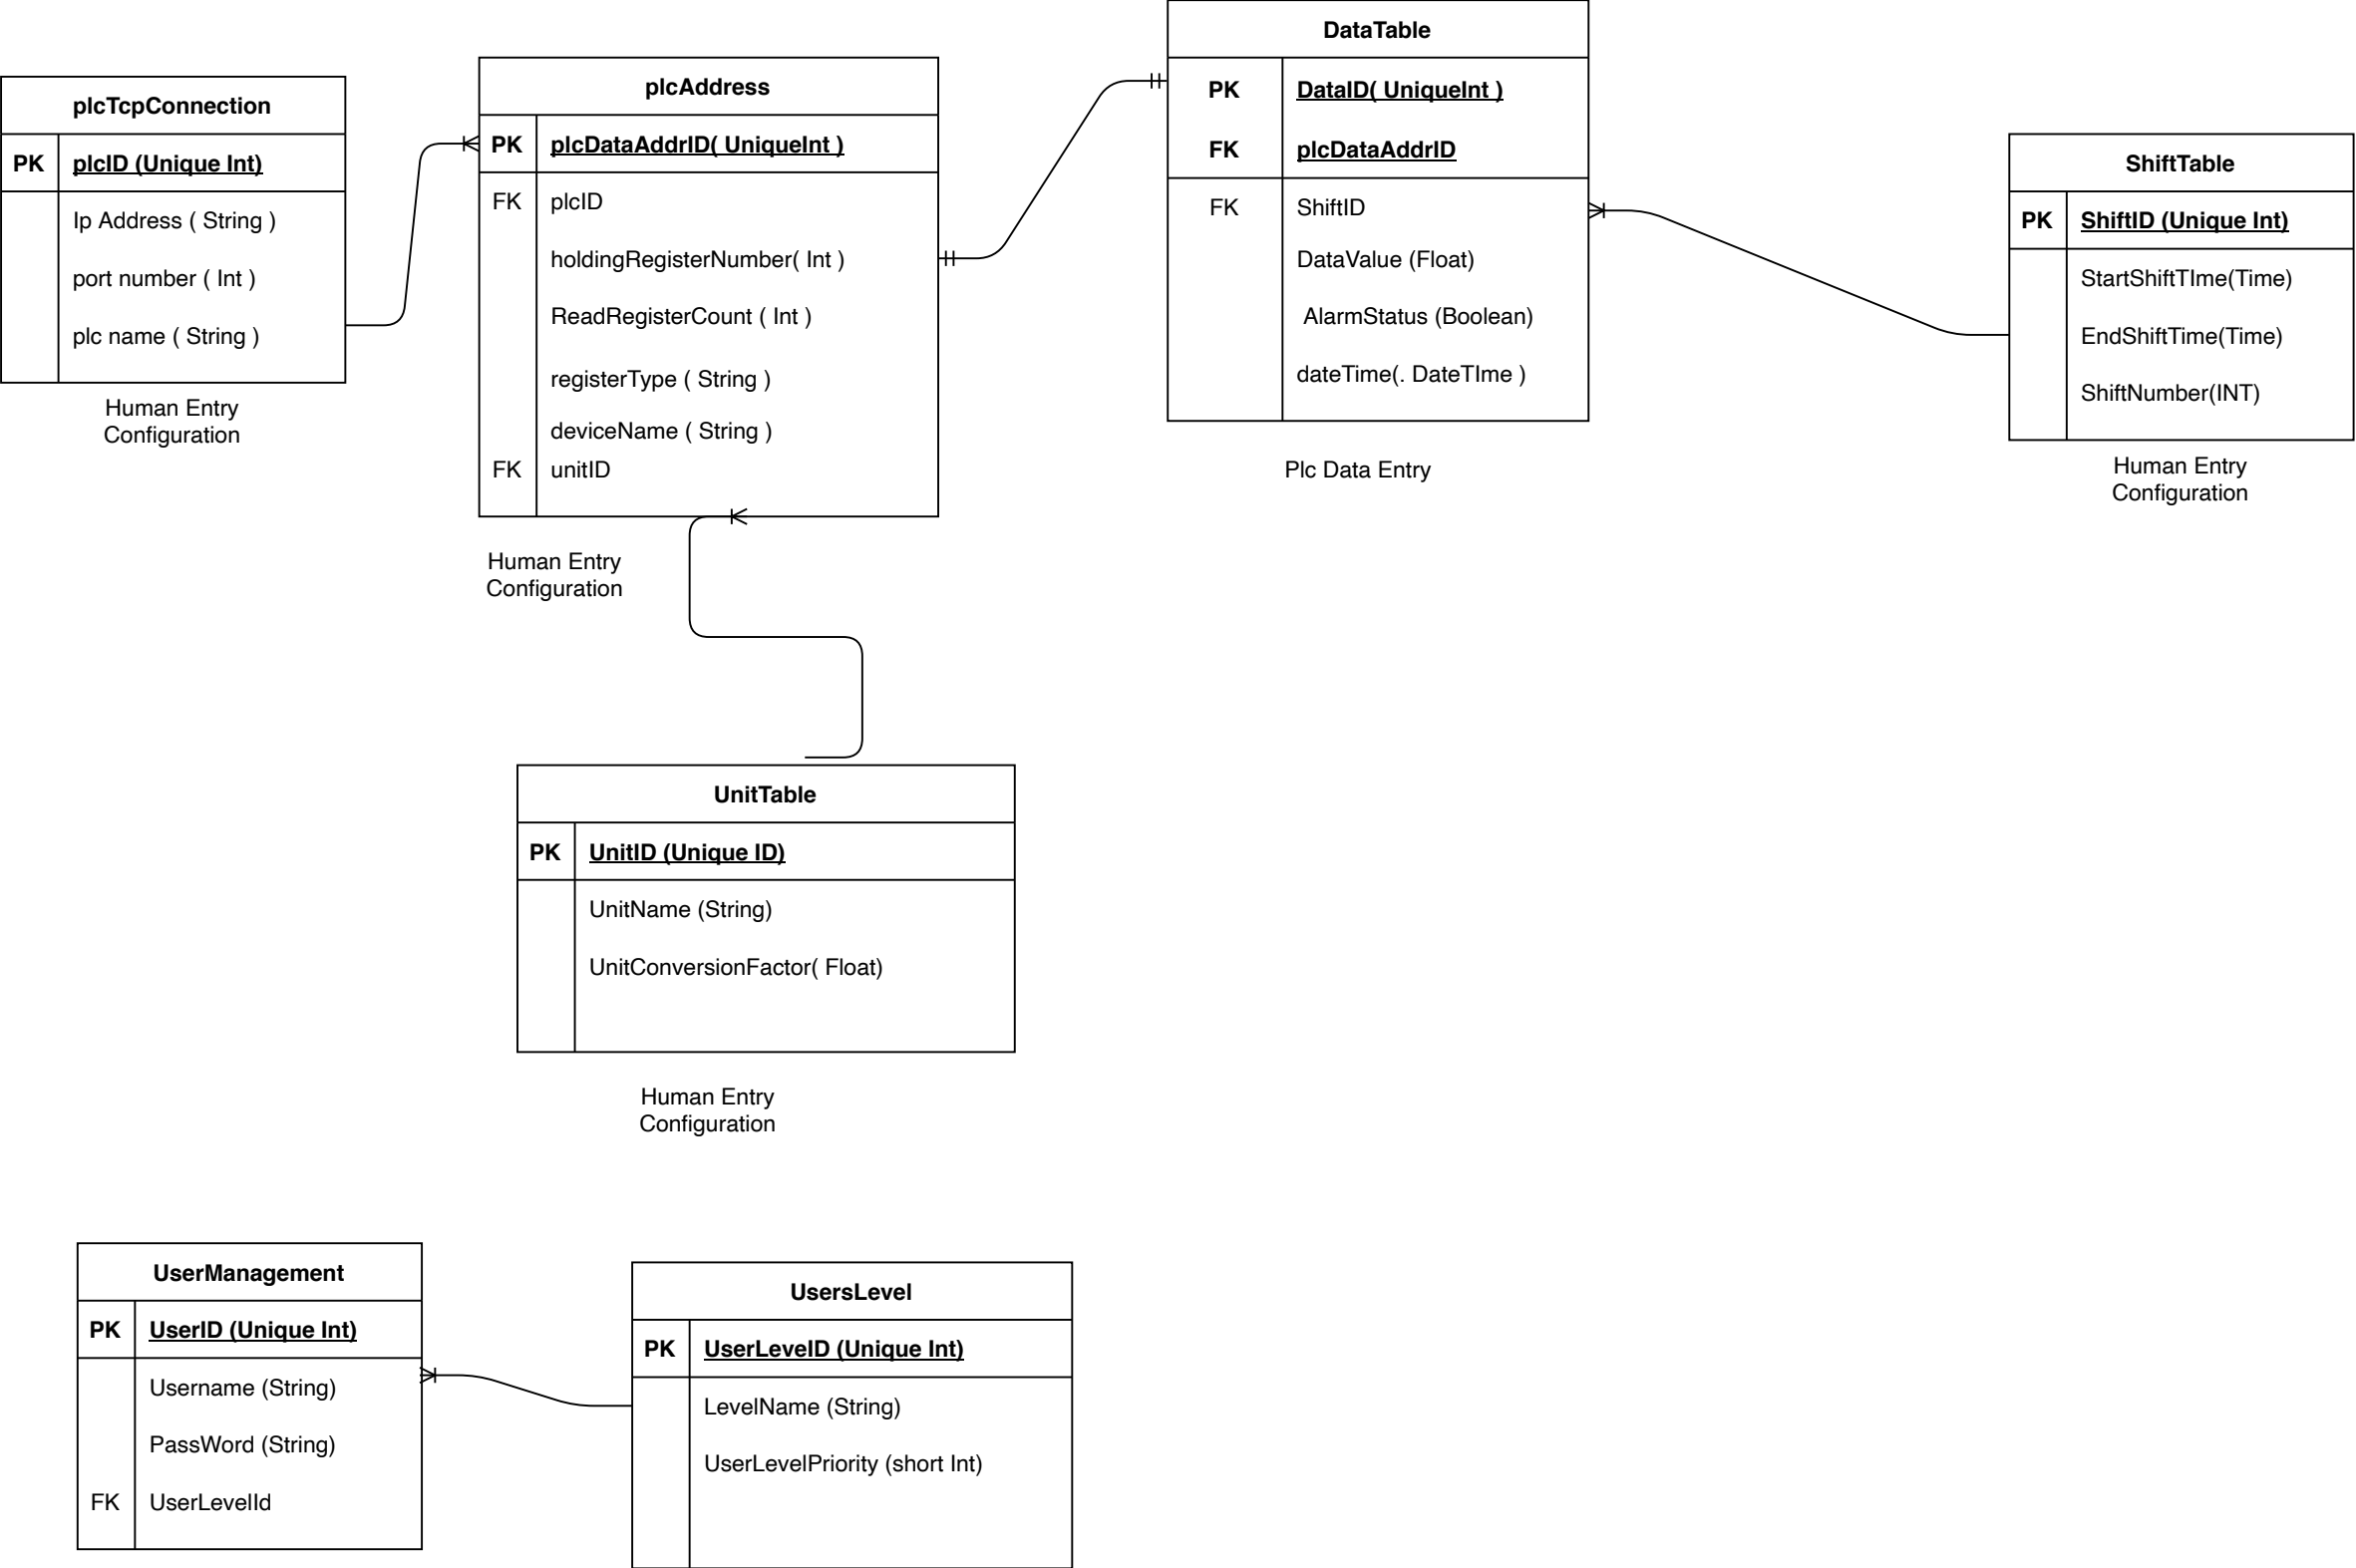 plcTcpConnection
PK plcID (Unique Int)
Ip Address ( String )
port number ( Int )
plc name ( String )
Human Entry
Configuration
plcAddress
PK plcDataAddrID( UniqueInt )
FK plcID
holdingRegisterNumber( Int )
ReadRegisterCount ( Int )
registerType ( String )
deviceName ( String )
FK unitID
Human Entry
Configuration
DataTable
PK DataID( UniqueInt )
FK plcDataAddrID
FK ShiftID
DataValue (Float)
AlarmStatus (Boolean)
dateTime(. DateTIme )
Plc Data Entry
ShiftTable
PK ShiftID (Unique Int)
StartShiftTIme(Time)
EndShiftTime(Time)
ShiftNumber(INT)
Human Entry
Configuration
UnitTable
PK UnitID (Unique ID)
UnitName (String)
UnitConversionFactor( Float)
Human Entry
Configuration
UserManagement
PK UserID (Unique Int)
Username (String)
PassWord (String)
FK UserLevelId
UsersLevel
PK UserLevelD (Unique Int)
LevelName (String)
UserLevelPriority (short Int)